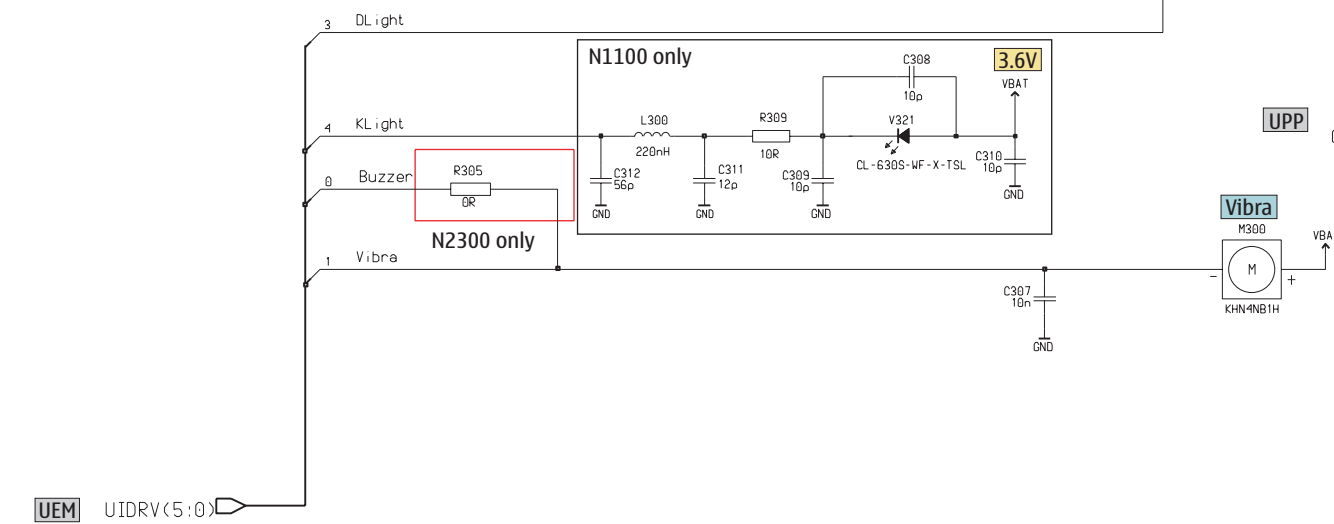 3 DLight
N1100 only
3.6V
C308
10p
VBAT
4 KLight
L300
220nH
R309
10R
V321
CL-630S-WF-X-TSL
C312
56p
GND
C311
12p
GND
C309
10p
GND
C310
10p
GND
UPP
0 Buzzer
R305
0R
N2300 only
1 Vibra
Vibra
M300
VBA
M
-
+
KHN4NB1H
C307
10n
GND
UEM UIDRV(5:0)